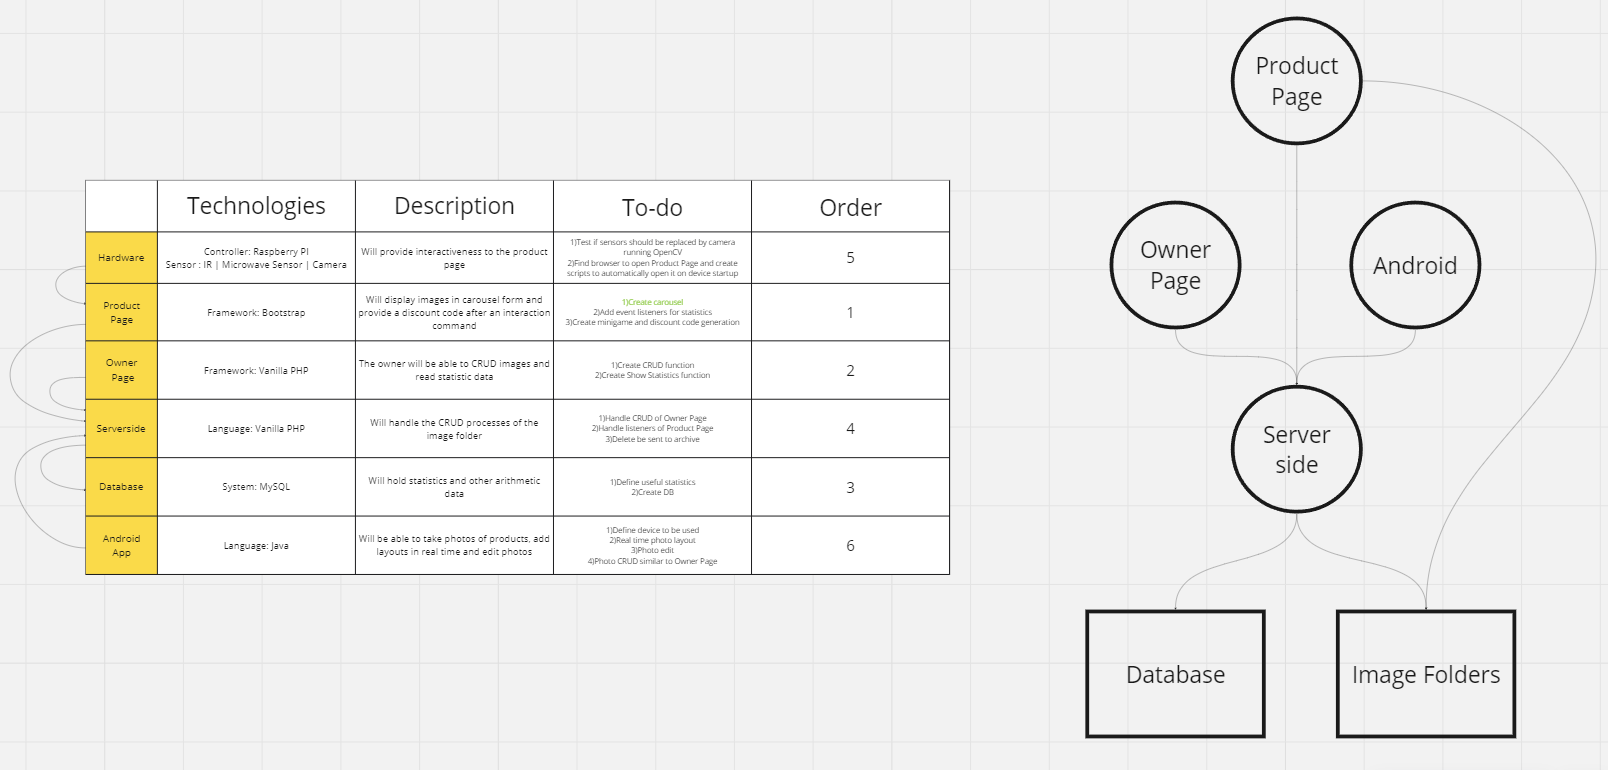 Technologies
Description
To-do
Order
Hardware
Controller: Raspberry PI
Sensor : IR | Microwave Sensor | Camera
Will provide interactiveness to the product
page
1)Test if sensors should be replaced by camera
running OpenCV
2)Find browser to open Product Page and create
scripts to automatically open it on device startup
5
Product
Page
Framework: Bootstrap
Will display images in carousel form and
provide a discount code after an interaction
command
1)Create carousel
2)Add event listeners for statistics
3)Create minigame and discount code generation
1
Owner
Page
Framework: Vanilla PHP
The owner will be able to CRUD images and
read statistic data
1)Create CRUD function
2)Create Show Statistics function
2
Serverside
Language: Vanilla PHP
Will handle the CRUD processes of the
image folder
1)Handle CRUD of Owner Page
2)Handle listeners of Product Page
3)Delete be sent to archive
4
Database
System: MySQL
Will hold statistics and other arithmetic
data
1)Define useful statistics
2)Create DB
3
Android
App
Language: Java
Will be able to take photos of products, add
layouts in real time and edit photos
1)Define device to be used
2)Real time photo layout
3)Photo edit
4)Photo CRUD similar to Owner Page
6
Product
Page
Owner
Page
Android
Server
side
Database
Image Folders